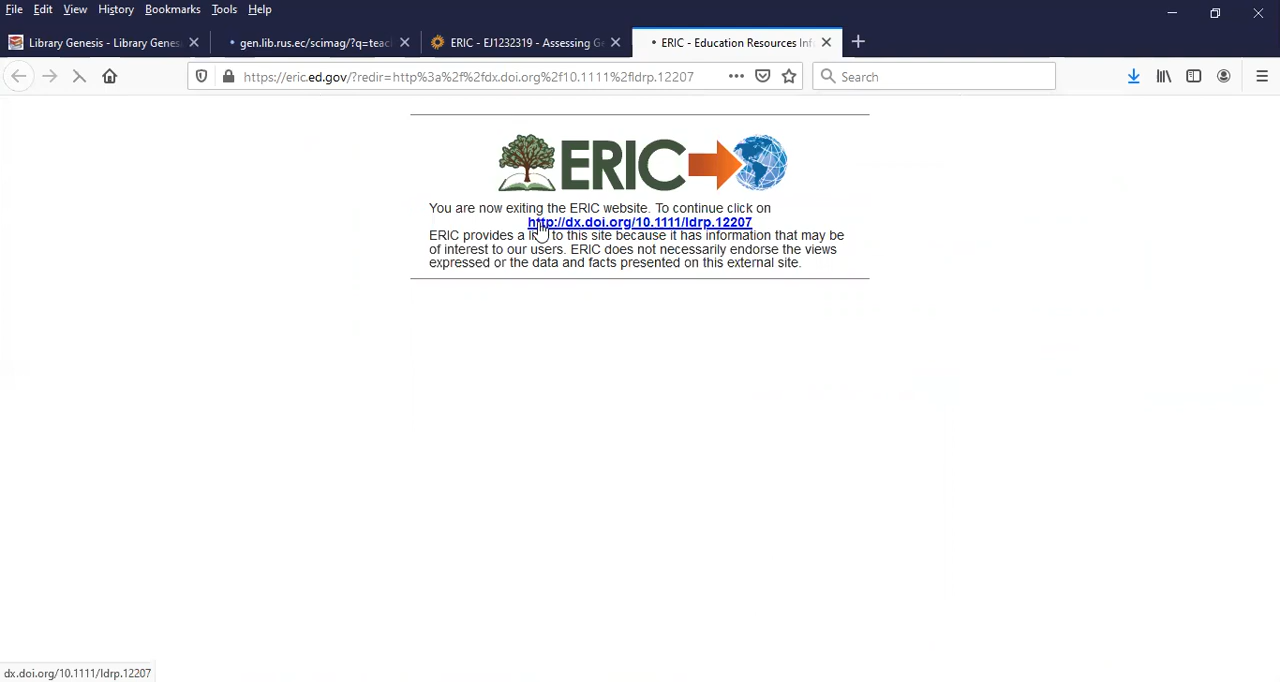 File Edit View History Bookmarks Tools Help
Library Genesis - Library Genes
gen.lib.rus.ec/scimag/?q=teac
ERIC - EJ1232319 - Assessing Ge
ERIC - Education Resources Inf
https://eric.ed.gov/?redir=http%3a%2f%2fdx.doi.org%2f10.1111%2fldrp.12207
Search
ERIC
You are now exiting the ERIC website. To continue click on
http://dx.doi.org/10.1111/ldrp.12207
ERIC provides a link to this site because it has information that may be
of interest to our users. ERIC does not necessarily endorse the views
expressed or the data and facts presented on this external site.
dx.doi.org/10.1111/ldrp.12207